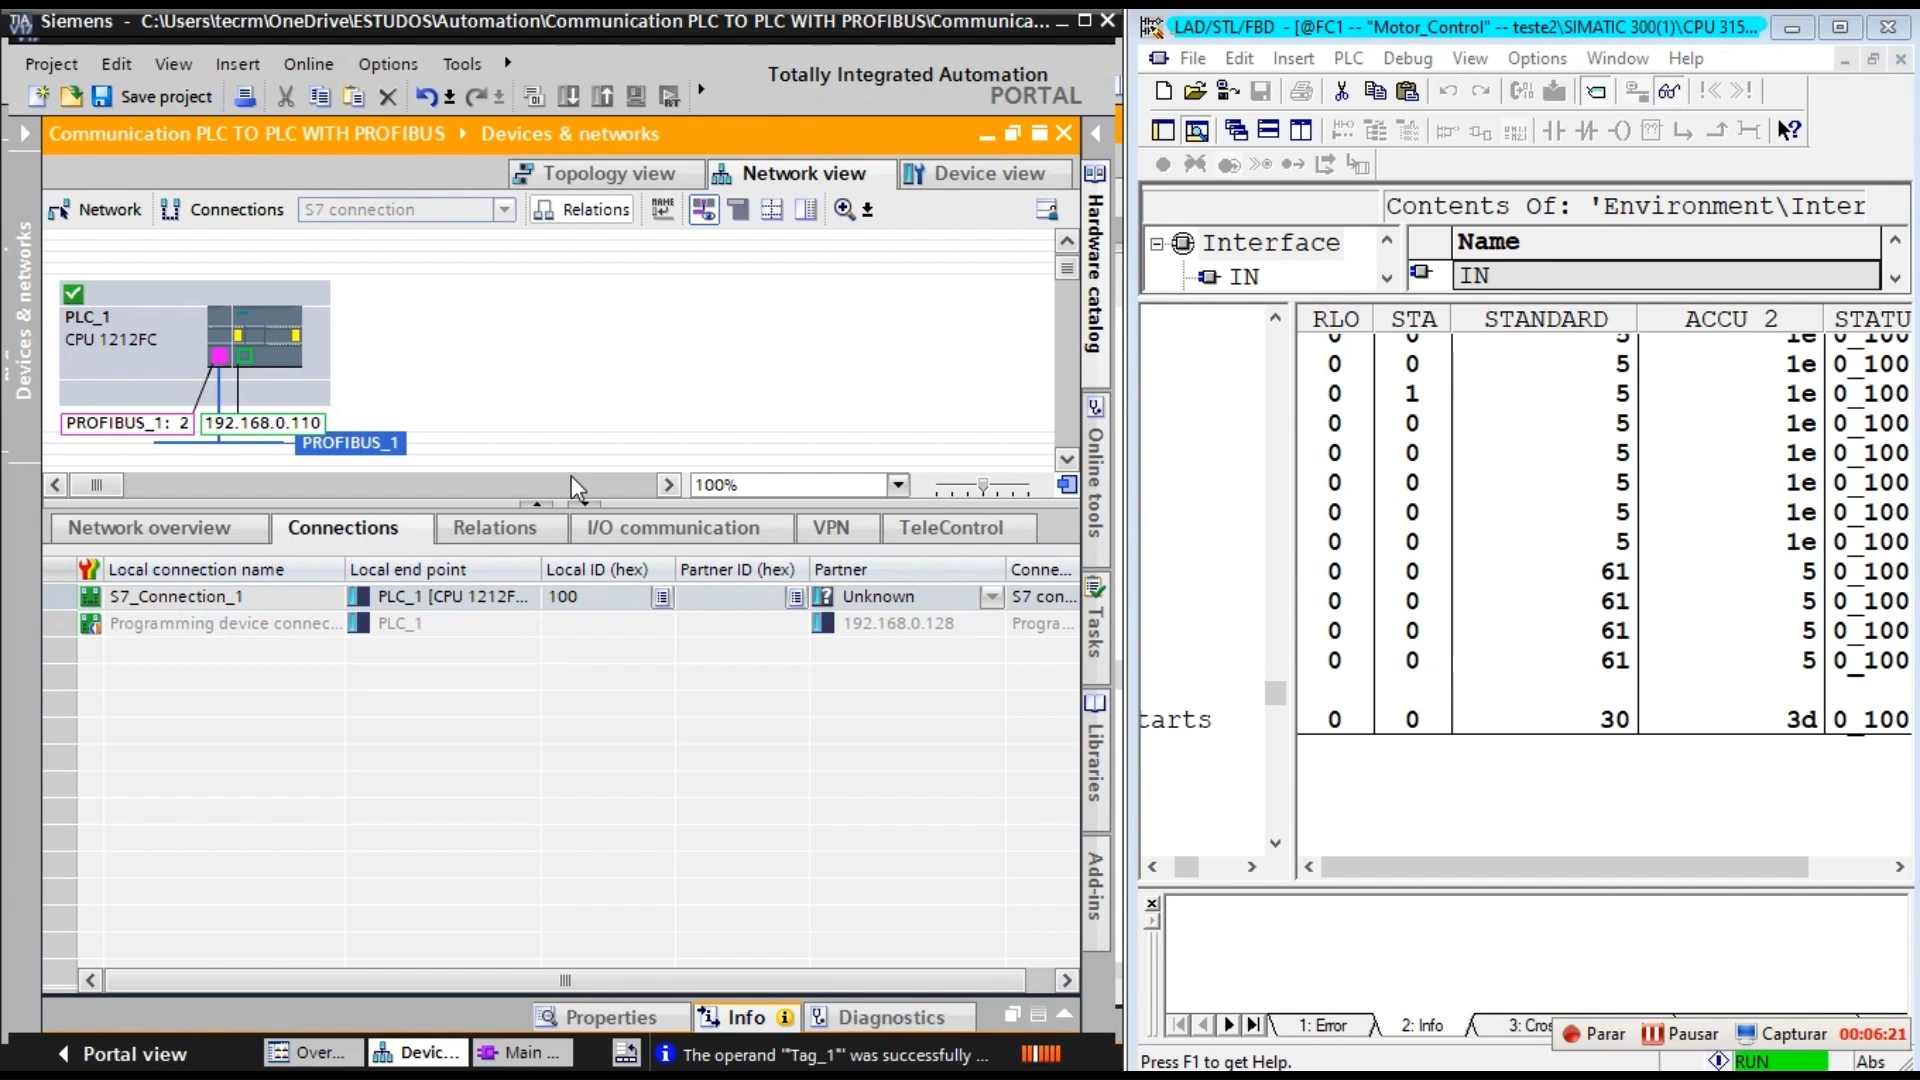 Siemens - C:\Users\tecrm\OneDrive\ESTUDOS\Automation\Communication PLC TO PLC WITH PROFIBUS\Communica...
Project Edit View Insert Online Options Tools
Totally Integrated Automation
PORTAL
Save project
Communication PLC TO PLC WITH PROFIBUS Devices & networks
Topology view Network view Device view
Network Connections S7 connection Relations
PLC_1
CPU 1212FC
PROFIBUS_1: 2 192.168.0.110
PROFIBUS_1
100%
Devices & networks
Hardware catalog
Online tools
Tasks
Libraries
Add-ins
Network overview Connections Relations I/O communication VPN TeleControl
Local connection name Local end point Local ID (hex) Partner ID (hex) Partner Conne...
S7_Connection_1 PLC_1 [CPU 1212F... 100 Unknown S7 con...
Programming device connec... PLC_1 192.168.0.128 Progra...
Properties Info Diagnostics
Portal view Over... Devic... Main ... The operand '"Tag_1"' was successfully ...
LAD/STL/FBD - [@FC1 -- "Motor_Control" -- teste2\SIMATIC 300(1)\CPU 315...
File Edit Insert PLC Debug View Options Window Help
Contents Of: 'Environment\Inter
Interface Name
IN IN
RLO STA STANDARD ACCU 2 STATU
0 0 5 1e 0_100
0 0 5 1e 0_100
0 1 5 1e 0_100
0 0 5 1e 0_100
0 0 5 1e 0_100
0 0 5 1e 0_100
0 0 5 1e 0_100
0 0 5 1e 0_100
0 0 61 5 0_100
0 0 61 5 0_100
0 0 61 5 0_100
0 0 61 5 0_100
tarts 0 0 30 3d 0_100
1: Error 2: Info 3: Cros
Parar Pausar Capturar 00:06:21
Press F1 to get Help. RUN Abs